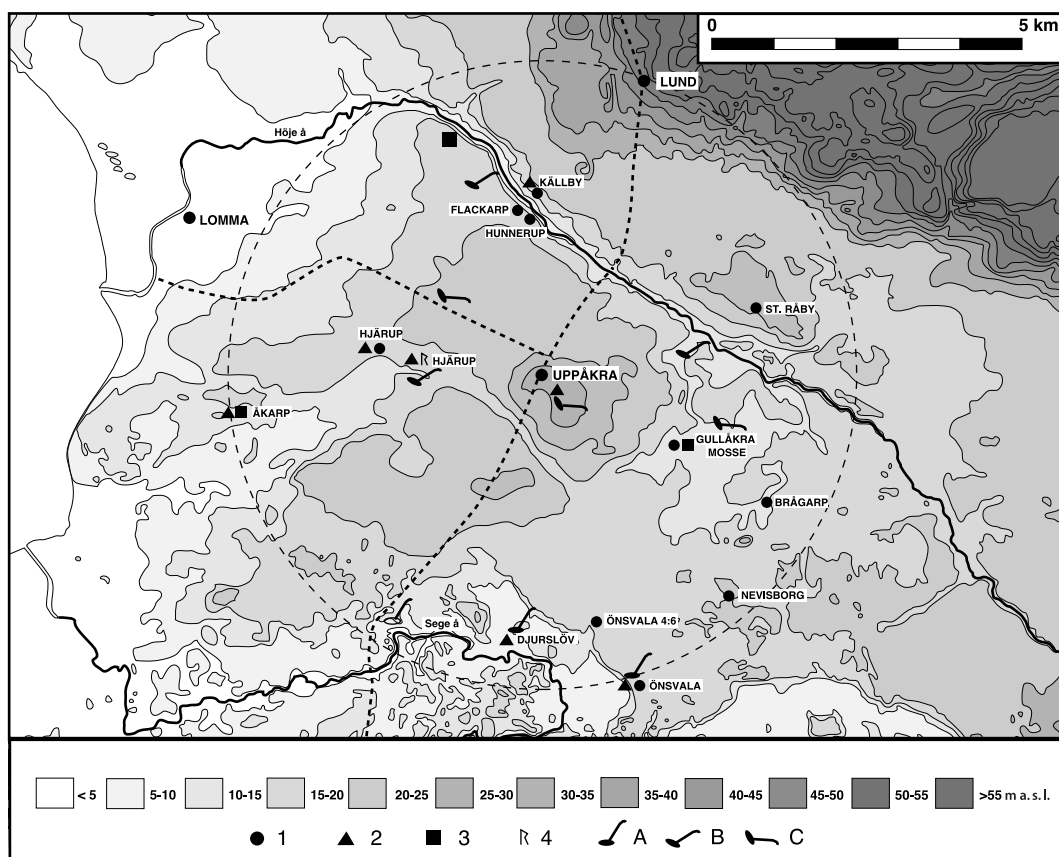 0 5 km
LUND
Höje å
KÄLLBY
FLACKARP
LOMMA
HUNNERUP
ST. RÅBY
HJÄRUP
ᚱ HJÄRUP
UPPÅKRA
ÅKARP
GULLÅKRA
MOSSE
BRÅGARP
NEVISBORG
ÖNSVALA 4:6
Sege å
DJURSLÖV
ÖNSVALA
< 5 5-10 10-15 15-20 20-25 25-30 30-35 35-40 40-45 45-50 50-55 >55 m a. s. l.
1 2 3 ᚱ 4 A B C